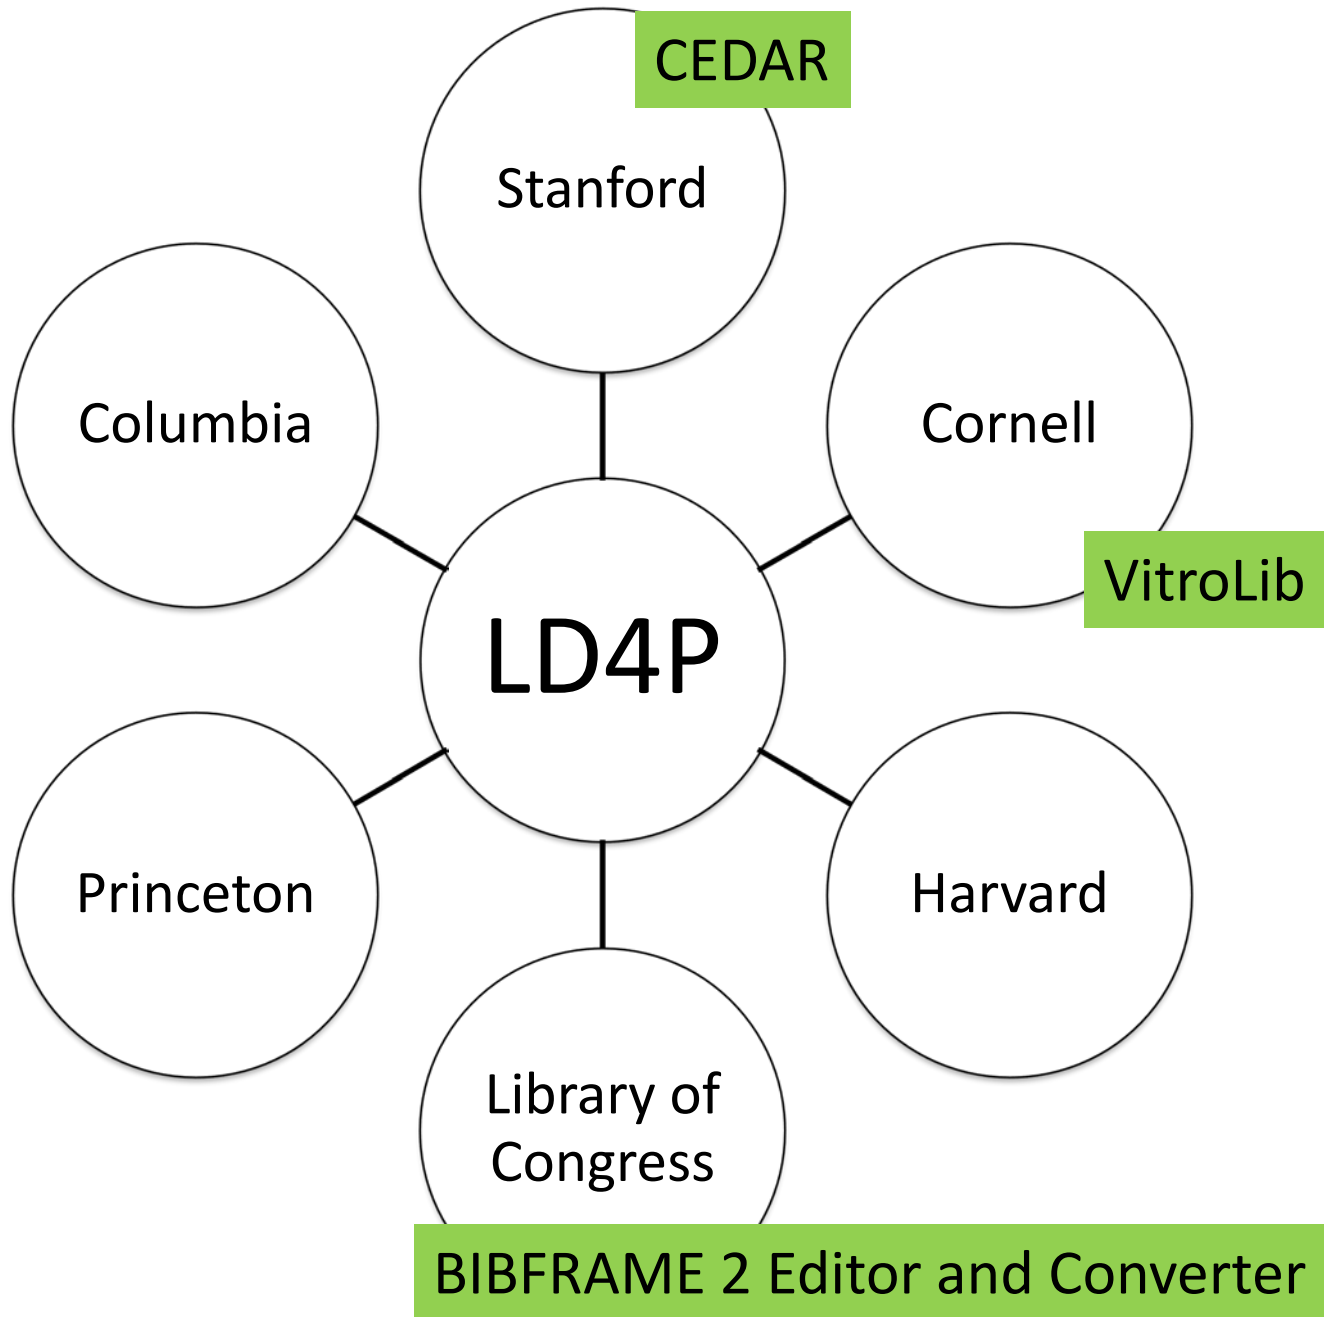 CEDAR
Stanford
Columbia
Cornell
VitroLib
LD4P
Princeton
Harvard
Library of
Congress
BIBFRAME 2 Editor and Converter